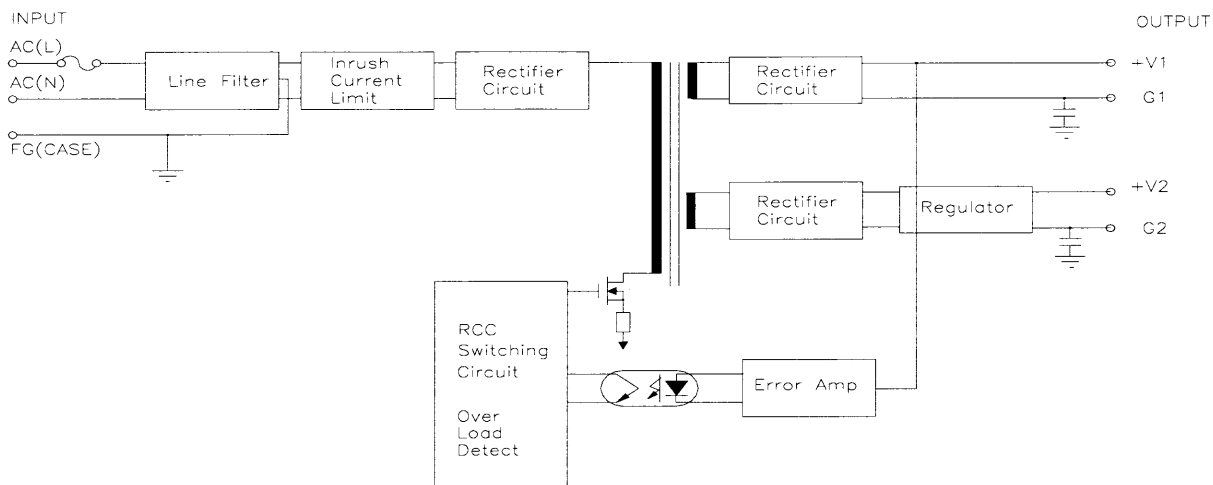 INPUT
OUTPUT
AC(L)
AC(N)
FG(CASE)
Line Filter
Inrush
Current
Limit
Rectifier
Circuit
Rectifier
Circuit
+V1
G1
Rectifier
Circuit
Regulator
+V2
G2
RCC
Switching
Circuit
Over
Load
Detect
Error Amp